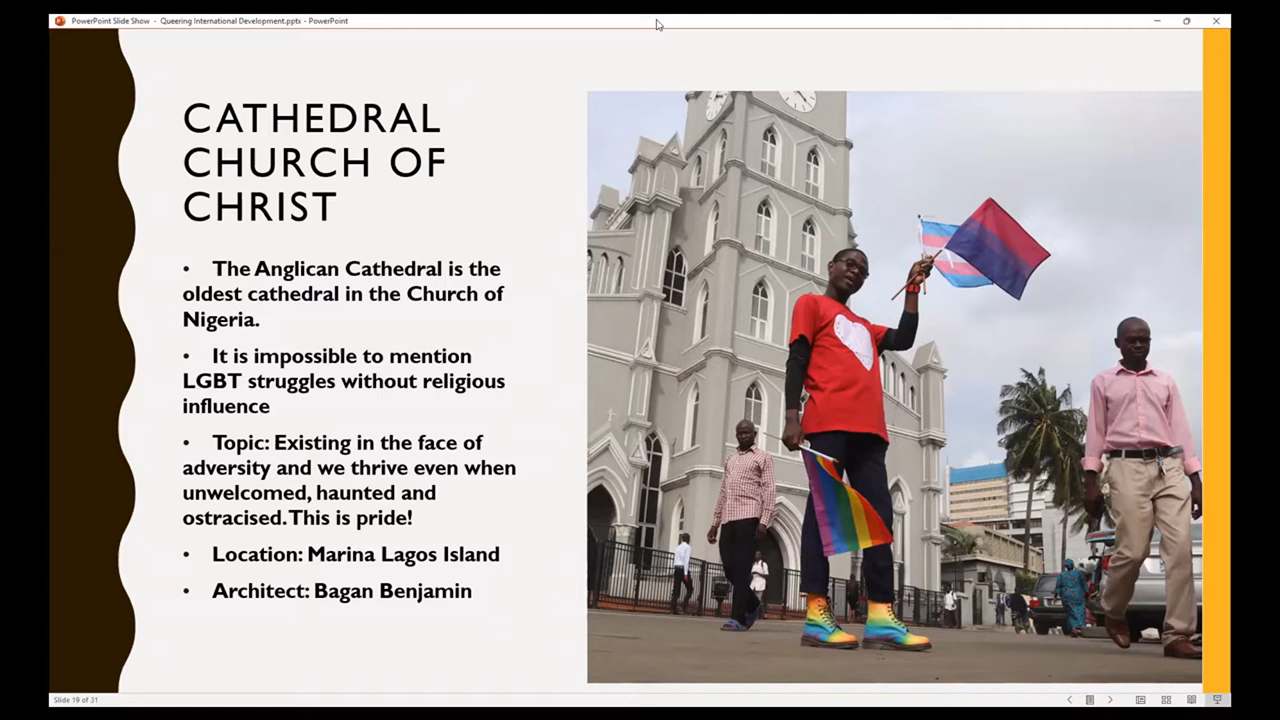 PowerPoint Slide Show - Queering International Development.pptx - PowerPoint
CATHEDRAL
CHURCH OF
CHRIST
• The Anglican Cathedral is the
oldest cathedral in the Church of
Nigeria.
• It is impossible to mention
LGBT struggles without religious
influence
• Topic: Existing in the face of
adversity and we thrive even when
unwelcomed, haunted and
ostracised. This is pride!
• Location: Marina Lagos Island
• Architect: Bagan Benjamin
Slide 19 of 31